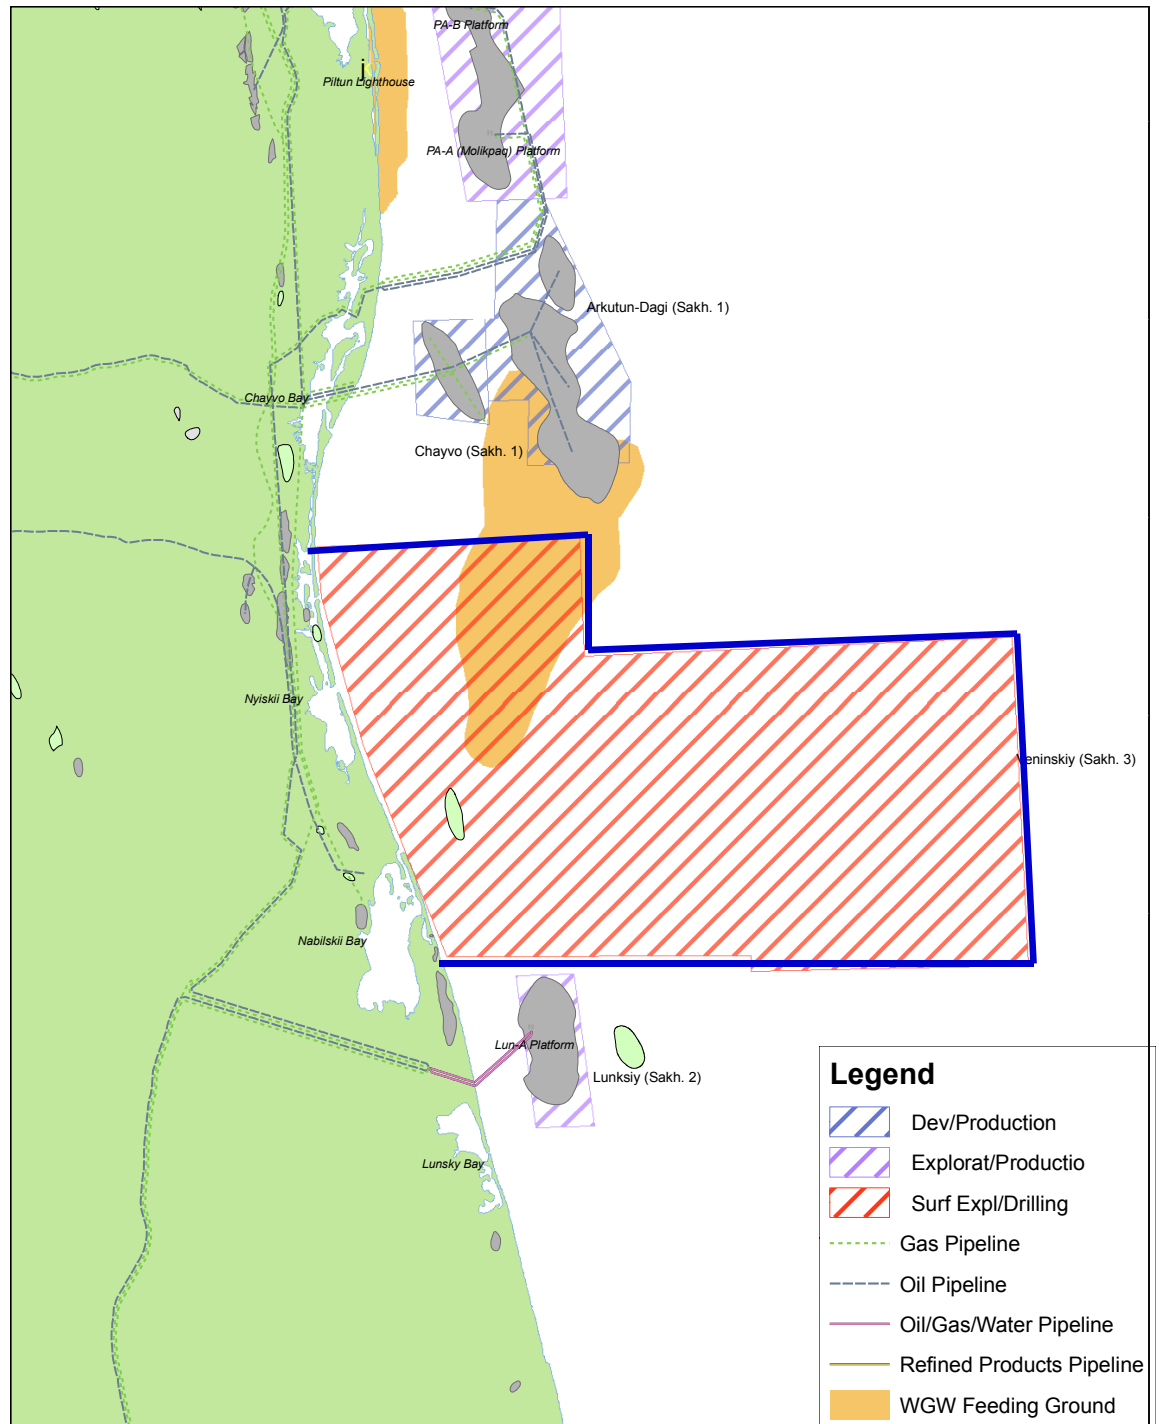 PA-B Platform
j
Piltun Lighthouse
PA-A (Molikpaq) Platform
Arkutun-Dagi (Sakh. 1)
Chayvo Bay
Chayvo (Sakh. 1)
Nyiskii Bay
eninskiy (Sakh. 3)
Nabilskii Bay
Lun-A Platform
Lunksiy (Sakh. 2)
Lunsky Bay
Legend
Dev/Production
Explorat/Productio
Surf Expl/Drilling
Gas Pipeline
Oil Pipeline
Oil/Gas/Water Pipeline
Refined Products Pipeline
WGW Feeding Ground